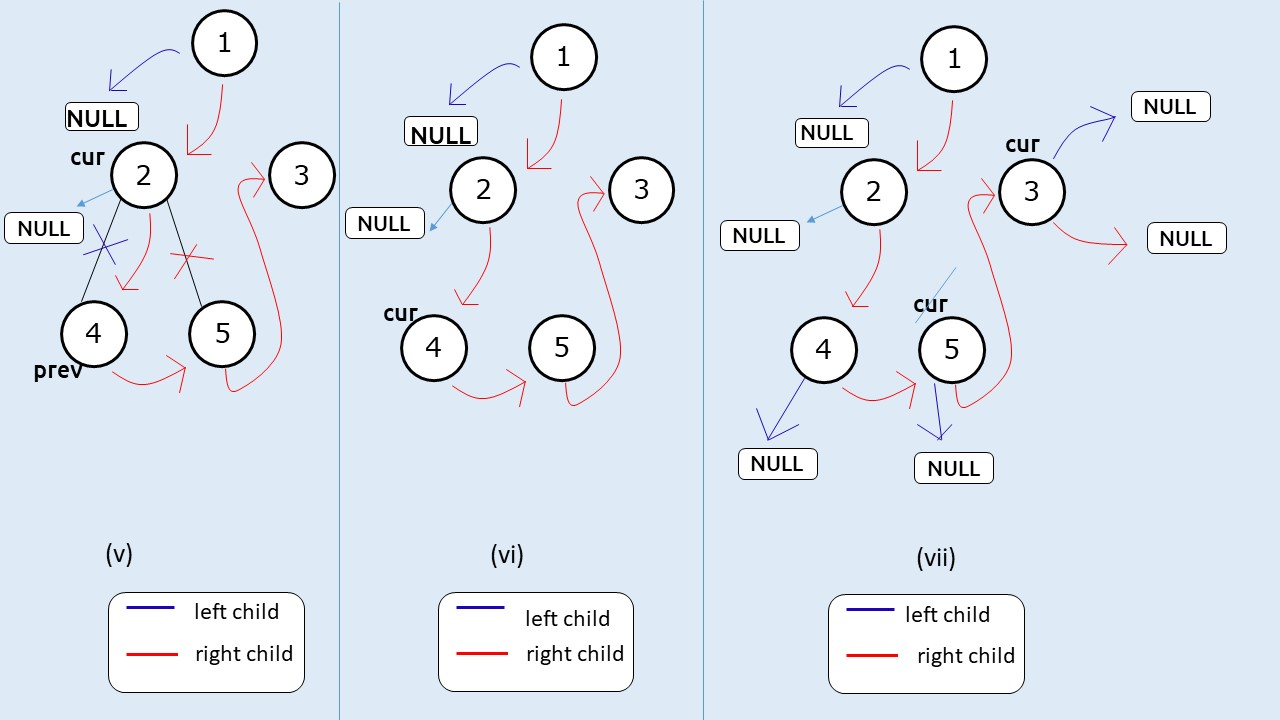 1
NULL
cur
2
3
NULL
4
5
prev
(v)
left child
right child
1
NULL
2
3
NULL
cur
4
5
(vi)
left child
right child
1
NULL
NULL
cur
2
3
NULL
NULL
cur
4
5
NULL
NULL
(vii)
left child
right child